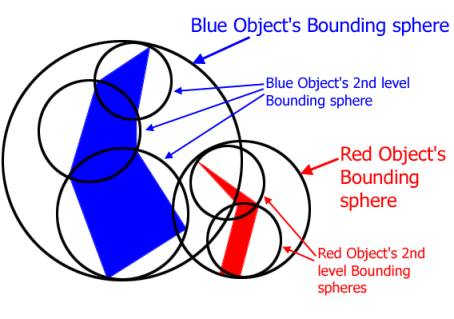 Blue Object's Bounding sphere
Blue Object's 2nd level
Bounding sphere
Red Object's
Bounding
sphere
Red Object's 2nd
level Bounding
spheres